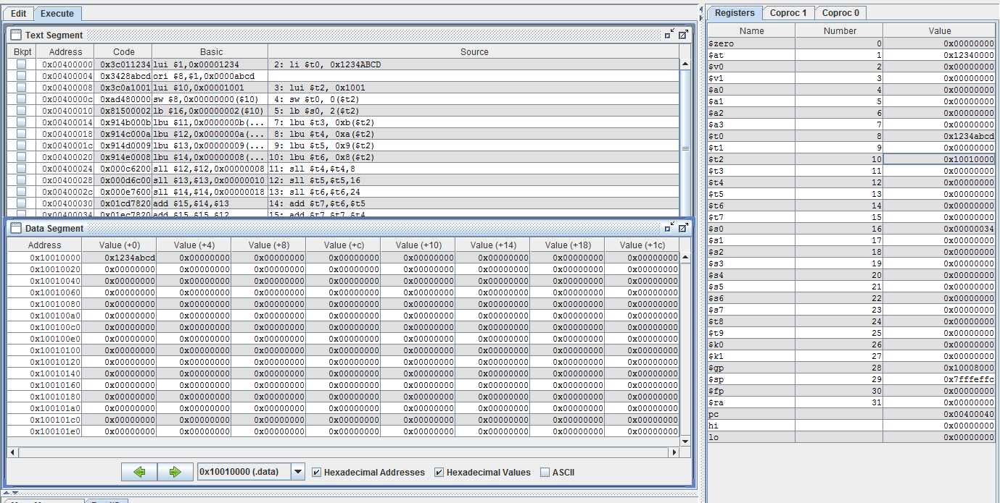 Edit Execute
Text Segment
Bkpt Address Code Basic Source
0x00400000 0x3c011234 lui $1,0x00001234 2: li $t0, 0x1234ABCD
0x00400004 0x3428abcd ori $8,$1,0x0000abcd
0x00400008 0x3c0a1001 lui $10,0x00001001 3: lui $t2, 0x1001
0x0040000c 0xad480000 sw $8,0x00000000($10) 4: sw $t0, 0($t2)
0x00400010 0x81500002 lb $16,0x00000002($10) 5: lb $s0, 2($t2)
0x00400014 0x914b000b lbu $11,0x0000000b(... 7: lbu $t3, 0xb($t2)
0x00400018 0x914c000a lbu $12,0x0000000a(... 8: lbu $t4, 0xa($t2)
0x0040001c 0x914d0009 lbu $13,0x00000009(... 9: lbu $t5, 0x9($t2)
0x00400020 0x914e0008 lbu $14,0x00000008(... 10: lbu $t6, 0x8($t2)
0x00400024 0x000c6200 sll $12,$12,0x00000008 11: sll $t4,$t4,8
0x00400028 0x000d6c00 sll $13,$13,0x00000010 12: sll $t5,$t5,16
0x0040002c 0x000e7600 sll $14,$14,0x00000018 13: sll $t6,$t6,24
0x00400030 0x01cd7820 add $15,$14,$13 14: add $t7,$t6,$t5
0x00400034 0x01ec7820 add $15,$15,$12 15: add $t7,$t7,$t4
Data Segment
Address Value (+0) Value (+4) Value (+8) Value (+c) Value (+10) Value (+14) Value (+18) Value (+1c)
0x10010000 0x1234abcd 0x00000000 0x00000000 0x00000000 0x00000000 0x00000000 0x00000000 0x00000000
0x10010020 0x00000000 0x00000000 0x00000000 0x00000000 0x00000000 0x00000000 0x00000000 0x00000000
0x10010040 0x00000000 0x00000000 0x00000000 0x00000000 0x00000000 0x00000000 0x00000000 0x00000000
0x10010060 0x00000000 0x00000000 0x00000000 0x00000000 0x00000000 0x00000000 0x00000000 0x00000000
0x10010080 0x00000000 0x00000000 0x00000000 0x00000000 0x00000000 0x00000000 0x00000000 0x00000000
0x100100a0 0x00000000 0x00000000 0x00000000 0x00000000 0x00000000 0x00000000 0x00000000 0x00000000
0x100100c0 0x00000000 0x00000000 0x00000000 0x00000000 0x00000000 0x00000000 0x00000000 0x00000000
0x100100e0 0x00000000 0x00000000 0x00000000 0x00000000 0x00000000 0x00000000 0x00000000 0x00000000
0x10010100 0x00000000 0x00000000 0x00000000 0x00000000 0x00000000 0x00000000 0x00000000 0x00000000
0x10010120 0x00000000 0x00000000 0x00000000 0x00000000 0x00000000 0x00000000 0x00000000 0x00000000
0x10010140 0x00000000 0x00000000 0x00000000 0x00000000 0x00000000 0x00000000 0x00000000 0x00000000
0x10010160 0x00000000 0x00000000 0x00000000 0x00000000 0x00000000 0x00000000 0x00000000 0x00000000
0x10010180 0x00000000 0x00000000 0x00000000 0x00000000 0x00000000 0x00000000 0x00000000 0x00000000
0x100101a0 0x00000000 0x00000000 0x00000000 0x00000000 0x00000000 0x00000000 0x00000000 0x00000000
0x100101c0 0x00000000 0x00000000 0x00000000 0x00000000 0x00000000 0x00000000 0x00000000 0x00000000
0x100101e0 0x00000000 0x00000000 0x00000000 0x00000000 0x00000000 0x00000000 0x00000000 0x00000000
0x10010000 (.data) Hexadecimal Addresses Hexadecimal Values ASCII
Registers Coproc 1 Coproc 0
Name Number Value
$zero 0 0x00000000
$at 1 0x12340000
$v0 2 0x00000000
$v1 3 0x00000000
$a0 4 0x00000000
$a1 5 0x00000000
$a2 6 0x00000000
$a3 7 0x00000000
$t0 8 0x1234abcd
$t1 9 0x00000000
$t2 10 0x10010000
$t3 11 0x00000000
$t4 12 0x00000000
$t5 13 0x00000000
$t6 14 0x00000000
$t7 15 0x00000000
$s0 16 0x00000034
$s1 17 0x00000000
$s2 18 0x00000000
$s3 19 0x00000000
$s4 20 0x00000000
$s5 21 0x00000000
$s6 22 0x00000000
$s7 23 0x00000000
$t8 24 0x00000000
$t9 25 0x00000000
$k0 26 0x00000000
$k1 27 0x00000000
$gp 28 0x10008000
$sp 29 0x7fffeffc
$fp 30 0x00000000
$ra 31 0x00000000
pc 0x00400040
hi 0x00000000
lo 0x00000000